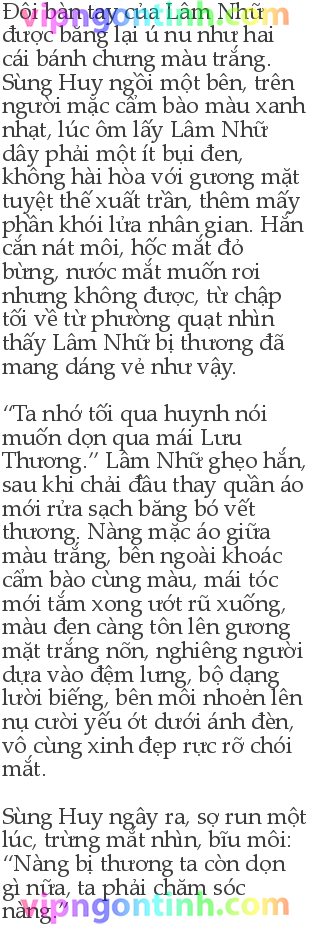 vipngontinh.com
Đôi bàn tay của Lâm Nhữ
được băng lại ú nu như hai
cái bánh chưng màu trắng.
Sùng Huy ngồi một bên, trên
người mặc cẩm bào màu xanh
nhạt, lúc ôm lấy Lâm Nhữ
dây phải một ít bụi đen,
không hài hòa với gương mặt
tuyệt thế xuất trần, thêm mấy
phần khói lửa nhân gian. Hắn
cắn nát môi, hốc mắt đỏ
bừng, nước mắt muốn rơi
nhưng không được, từ chập
tối về từ phường quạt nhìn
thấy Lâm Nhữ bị thương đã
mang dáng vẻ như vậy.
“Ta nhớ tối qua huynh nói
muốn dọn qua mái Lưu
Thương.” Lâm Nhữ ghẹo hắn,
sau khi chải đầu thay quần áo
mới rửa sạch băng bó vết
thương. Nàng mặc áo giữa
màu trắng, bên ngoài khoác
cẩm bào cùng màu, mái tóc
mới tắm xong ướt rũ xuống,
màu đen càng tôn lên gương
mặt trắng nõn, nghiêng người
dựa vào đệm lưng, bộ dạng
lười biếng, bên môi nhoẻn lên
nụ cười yếu ớt dưới ánh đèn,
vô cùng xinh đẹp rực rỡ chói
mắt.
Sùng Huy ngây ra, sợ run một
lúc, trừng mắt nhìn, bĩu môi:
“Nàng bị thương ta còn dọn
gì nữa, ta phải chăm sóc
nàng.”
vipngontinh.com